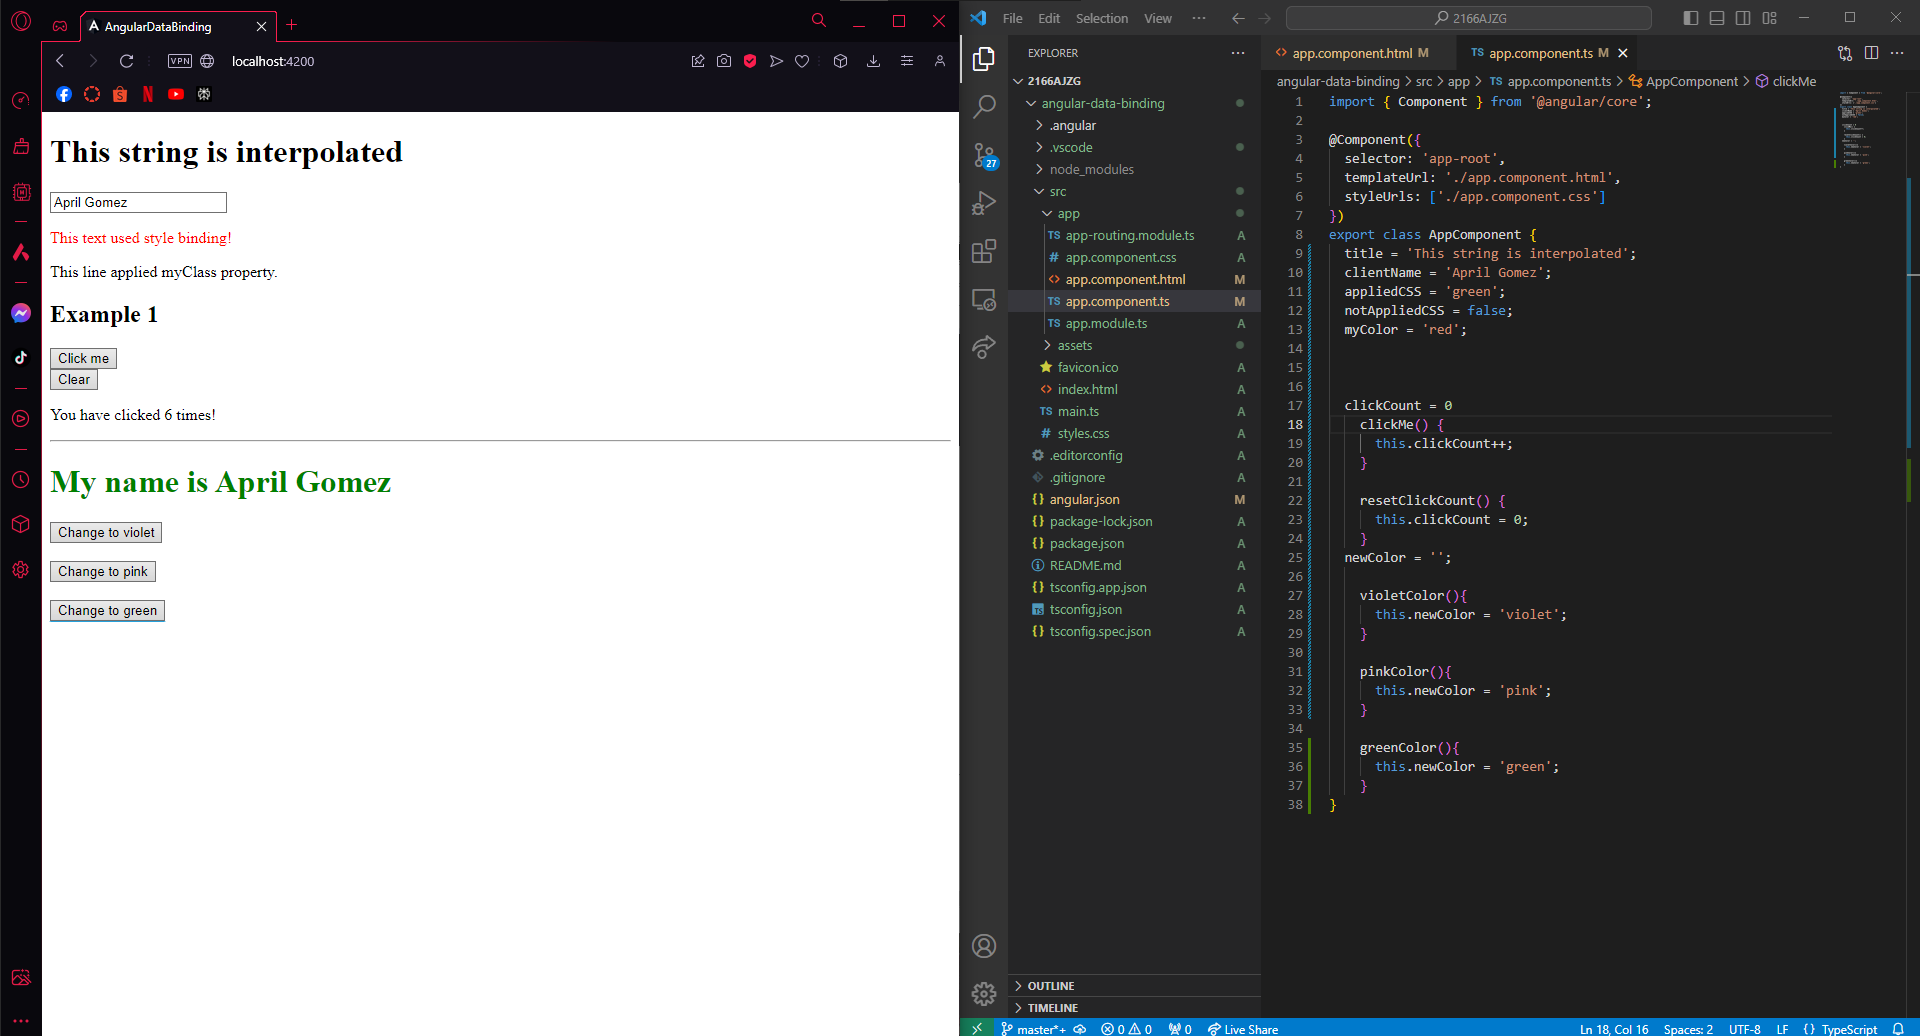 AngularDataBinding
VPN
localhost:4200
This string is interpolated
April Gomez
This text used style binding!
This line applied myClass property.
Example 1
Click me
Clear
You have clicked 6 times!
My name is April Gomez
Change to violet
Change to pink
Change to green
File Edit Selection View ···
2166AJZG
27
EXPLORER
2166AJZG
angular-data-binding
.angular
.vscode
node_modules
src
app
TS app-routing.module.ts A
# app.component.css A
<> app.component.html M
TS app.component.ts M
TS app.module.ts A
assets
favicon.ico A
<> index.html A
TS main.ts A
# styles.css A
.editorconfig A
.gitignore A
{} angular.json M
{} package-lock.json A
{} package.json A
README.md A
{} tsconfig.app.json A
TS tsconfig.json A
{} tsconfig.spec.json A
OUTLINE
TIMELINE
<> app.component.html M
TS app.component.ts M
angular-data-binding > src > app > TS app.component.ts > AppComponent > clickMe
1 import { Component } from '@angular/core';
2
3 @Component({
4 selector: 'app-root',
5 templateUrl: './app.component.html',
6 styleUrls: ['./app.component.css']
7 })
8 export class AppComponent {
9 title = 'This string is interpolated';
10 clientName = 'April Gomez';
11 appliedCSS = 'green';
12 notAppliedCSS = false;
13 myColor = 'red';
14
15
16
17 clickCount = 0
18 clickMe() {
19 this.clickCount++;
20 }
21
22 resetClickCount() {
23 this.clickCount = 0;
24 }
25 newColor = '';
26
27 violetColor(){
28 this.newColor = 'violet';
29 }
30
31 pinkColor(){
32 this.newColor = 'pink';
33 }
34
35 greenColor(){
36 this.newColor = 'green';
37 }
38 }
master*+ 0 0 0 Live Share
Ln 18, Col 16 Spaces: 2 UTF-8 LF {} TypeScript